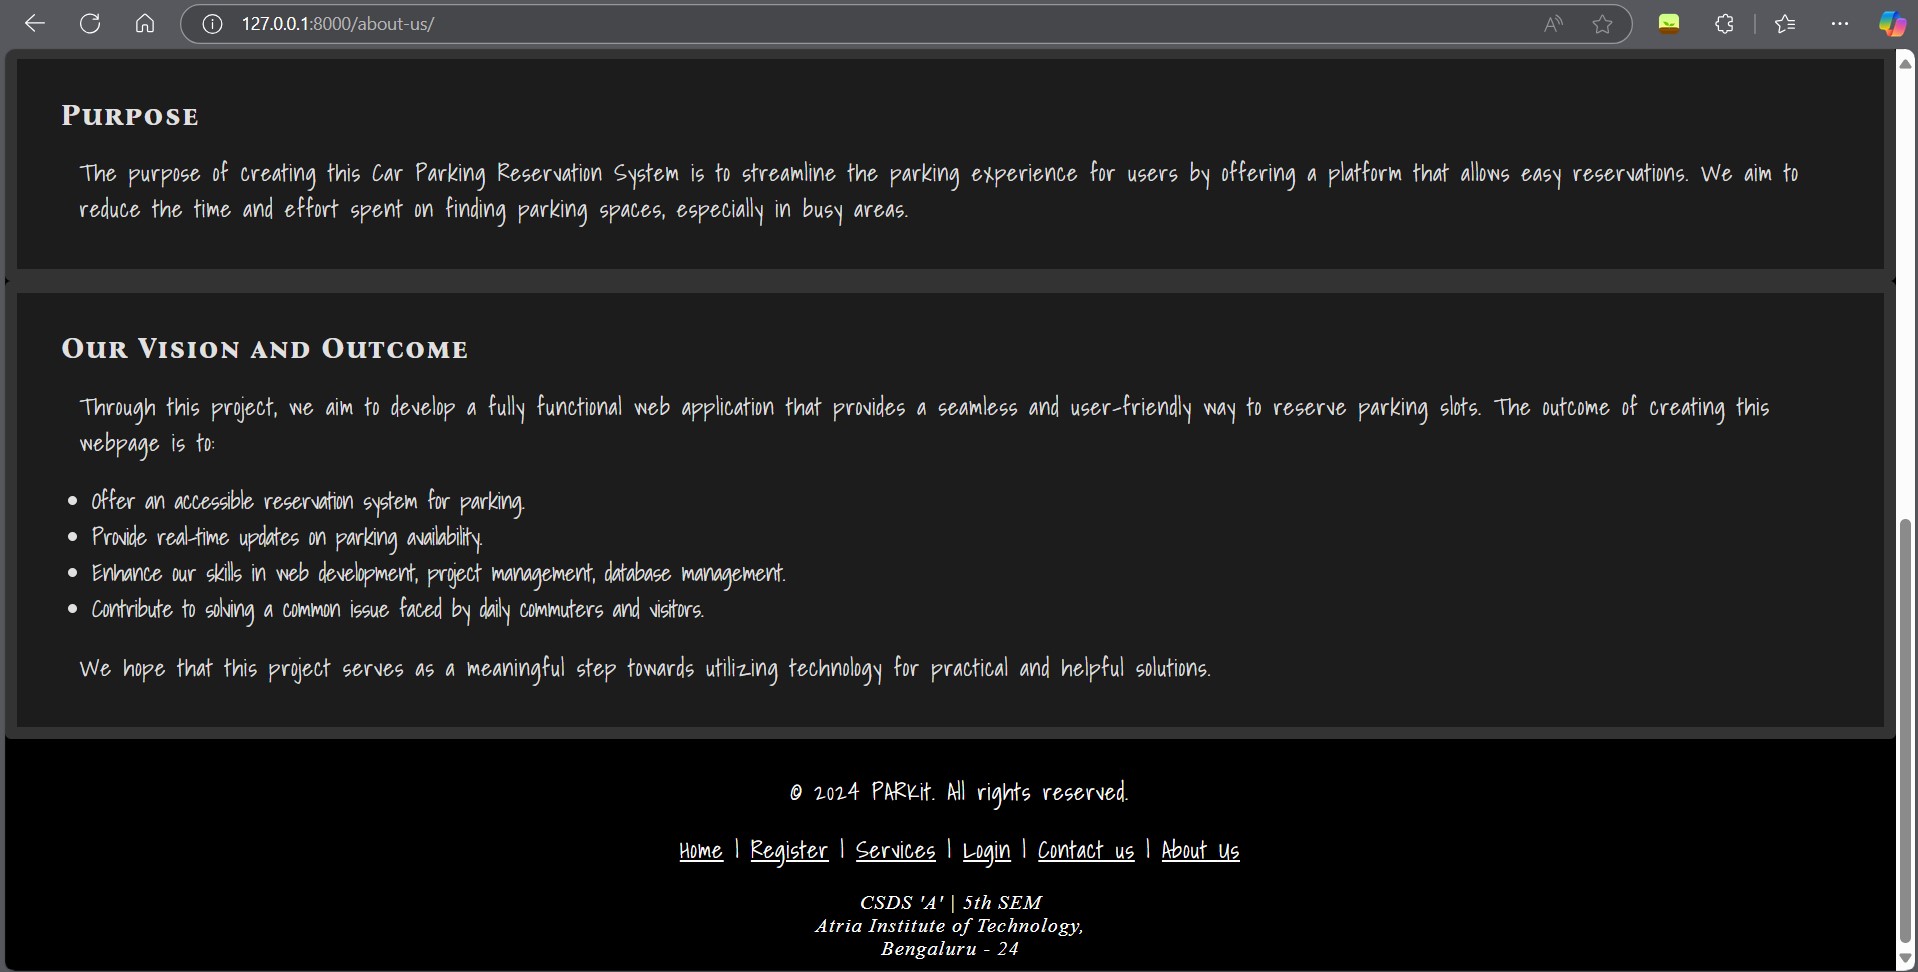 127.0.0.1:8000/about-us/
PURPOSE
The purpose of creating this Car Parking Reservation System is to streamline the parking experience for users by offering a platform that allows easy reservations. We aim to
reduce the time and effort spent on finding parking spaces, especially in busy areas.
OUR VISION AND OUTCOME
Through this project, we aim to develop a fully functional web application that provides a seamless and user-friendly way to reserve parking slots. The outcome of creating this
webpage is to:
• Offer an accessible reservation system for parking.
• Provide real-time updates on parking availability.
• Enhance our skills in web development, project management, database management.
• Contribute to solving a common issue faced by daily commuters and visitors.
We hope that this project serves as a meaningful step towards utilizing technology for practical and helpful solutions.
© 2024 PARKit. All rights reserved.
Home | Register | Services | Login | Contact us | About Us
CSDS 'A' | 5th SEM
Atria Institute of Technology,
Bengaluru - 24